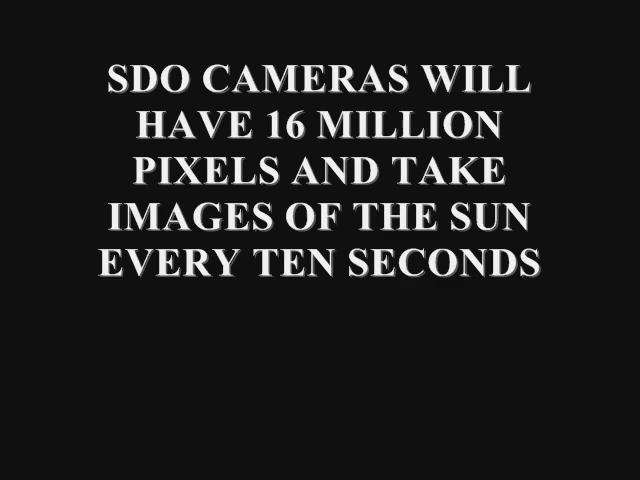 SDO CAMERAS WILL
HAVE 16 MILLION
PIXELS AND TAKE
IMAGES OF THE SUN
EVERY TEN SECONDS